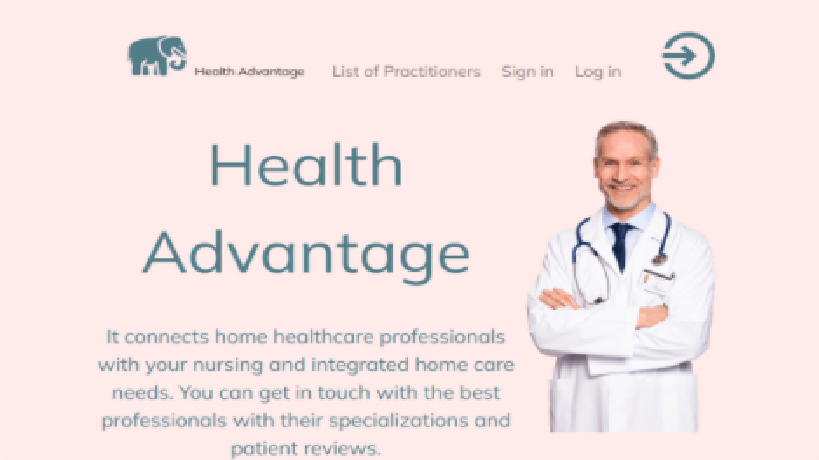 Health Advantage List of Practitioners Sign in Log in
Health
Advantage
It connects home healthcare professionals
with your nursing and integrated home care
needs. You can get in touch with the best
professionals with their specializations and
patient reviews.